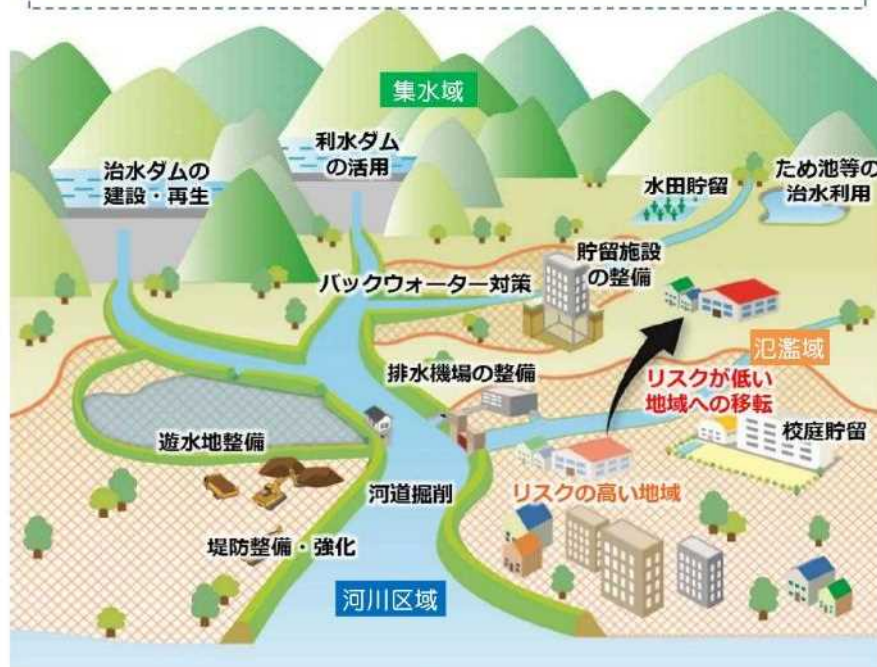 集水域
利水ダム
の活用
治水ダムの
建設・再生
水田貯留
ため池等の
治水利用
貯留施設
の整備
バックウォーター対策
氾濫域
排水機場の整備
リスクが低い
地域への移転
校庭貯留
遊水地整備
河道掘削
リスクの高い地域
堤防整備・強化
河川区域